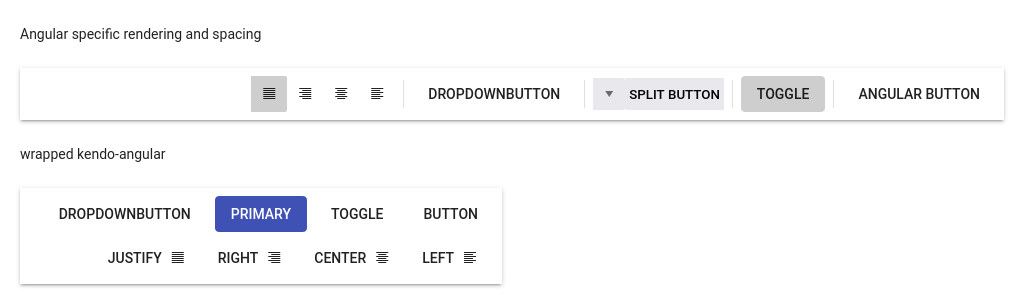 Angular specific rendering and spacing
DROPDOWNBUTTON SPLIT BUTTON TOGGLE ANGULAR BUTTON
wrapped kendo-angular
DROPDOWNBUTTON PRIMARY TOGGLE BUTTON
JUSTIFY RIGHT CENTER LEFT